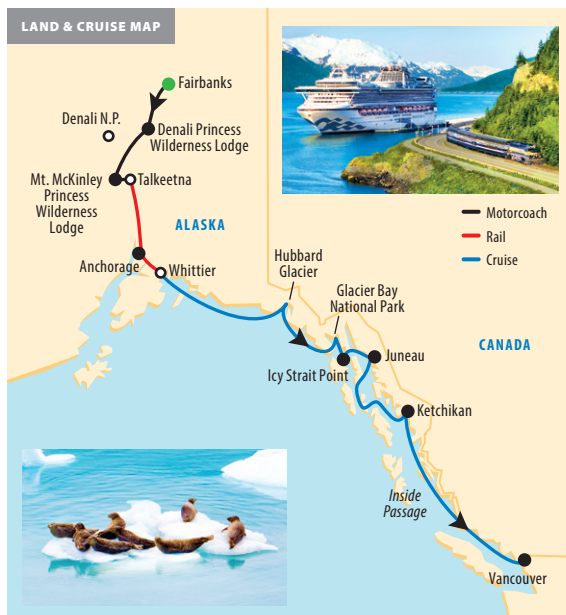 LAND & CRUISE MAP
Fairbanks
Denali N.P.
Denali Princess
Wilderness Lodge
Mt. McKinley
Princess
Wilderness
Lodge
Talkeetna
ALASKA
Motorcoach
Rail
Cruise
Anchorage
Whittier
Hubbard
Glacier
Glacier Bay
National Park
CANADA
Juneau
Icy Strait Point
Ketchikan
Inside
Passage
Vancouver